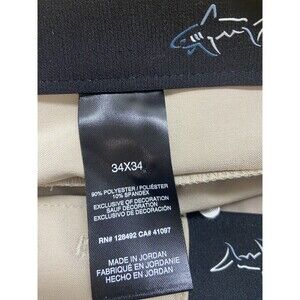 34X34
90% POLYESTER / POLIÉSTER
10% SPANDEX
EXCLUSIVE OF DECORATION
SAUF DÉCORATION
EXCLUSIVO DE DECORACIÓN
RN# 128492 CA# 41097
MADE IN JORDAN
FABRIQUÉ EN JORDANIE
HECHO EN JORDAN